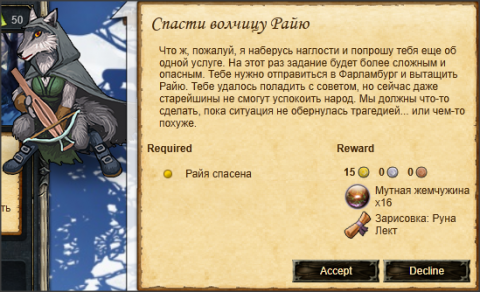 50
Спасти волчицу Райю
Что ж, пожалуй, я наберусь наглости и попрошу тебя еще об
одной услуге. На этот раз задание будет более сложным и
опасным. Тебе нужно отправиться в Фарламбург и вытащить
Райю. Тебе удалось поладить с советом, но сейчас даже
старейшины не смогут успокоить народ. Мы должны что-то
сделать, пока ситуация не обернулась трагедией... или чем-то
похуже.
Required
Райя спасена
Reward
15 0 0
Мутная жемчужина
x16
Зарисовка: Руна
Лект
ть
Accept
Decline